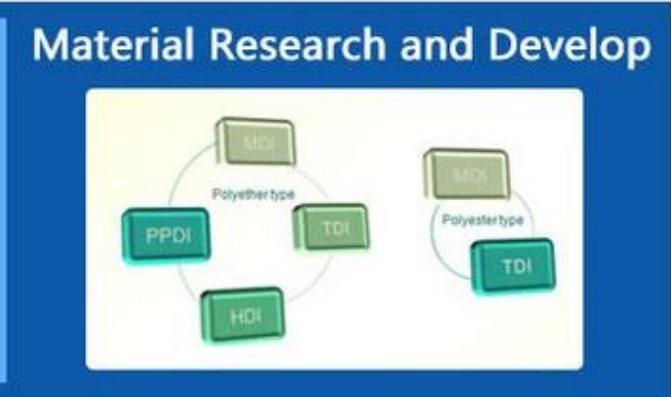 Material Research and Develop
MDI
Polyether type
PPDI
TDI
HDI
MDI
Polyester type
TDI